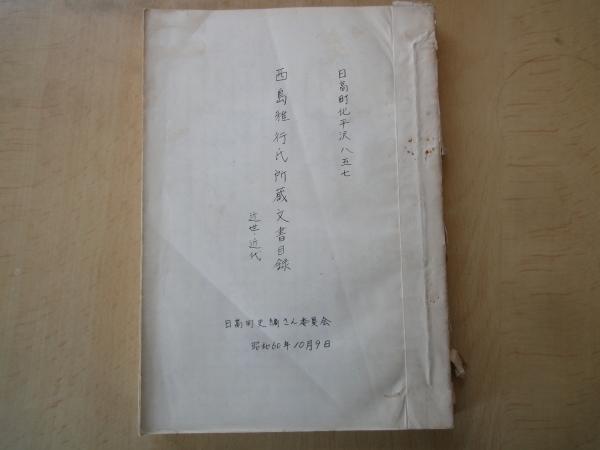 日高町北平沢八五七
西島雅行氏所蔵文書目録
近世・近代
日高町史編さん委員会
昭和60年10月9日